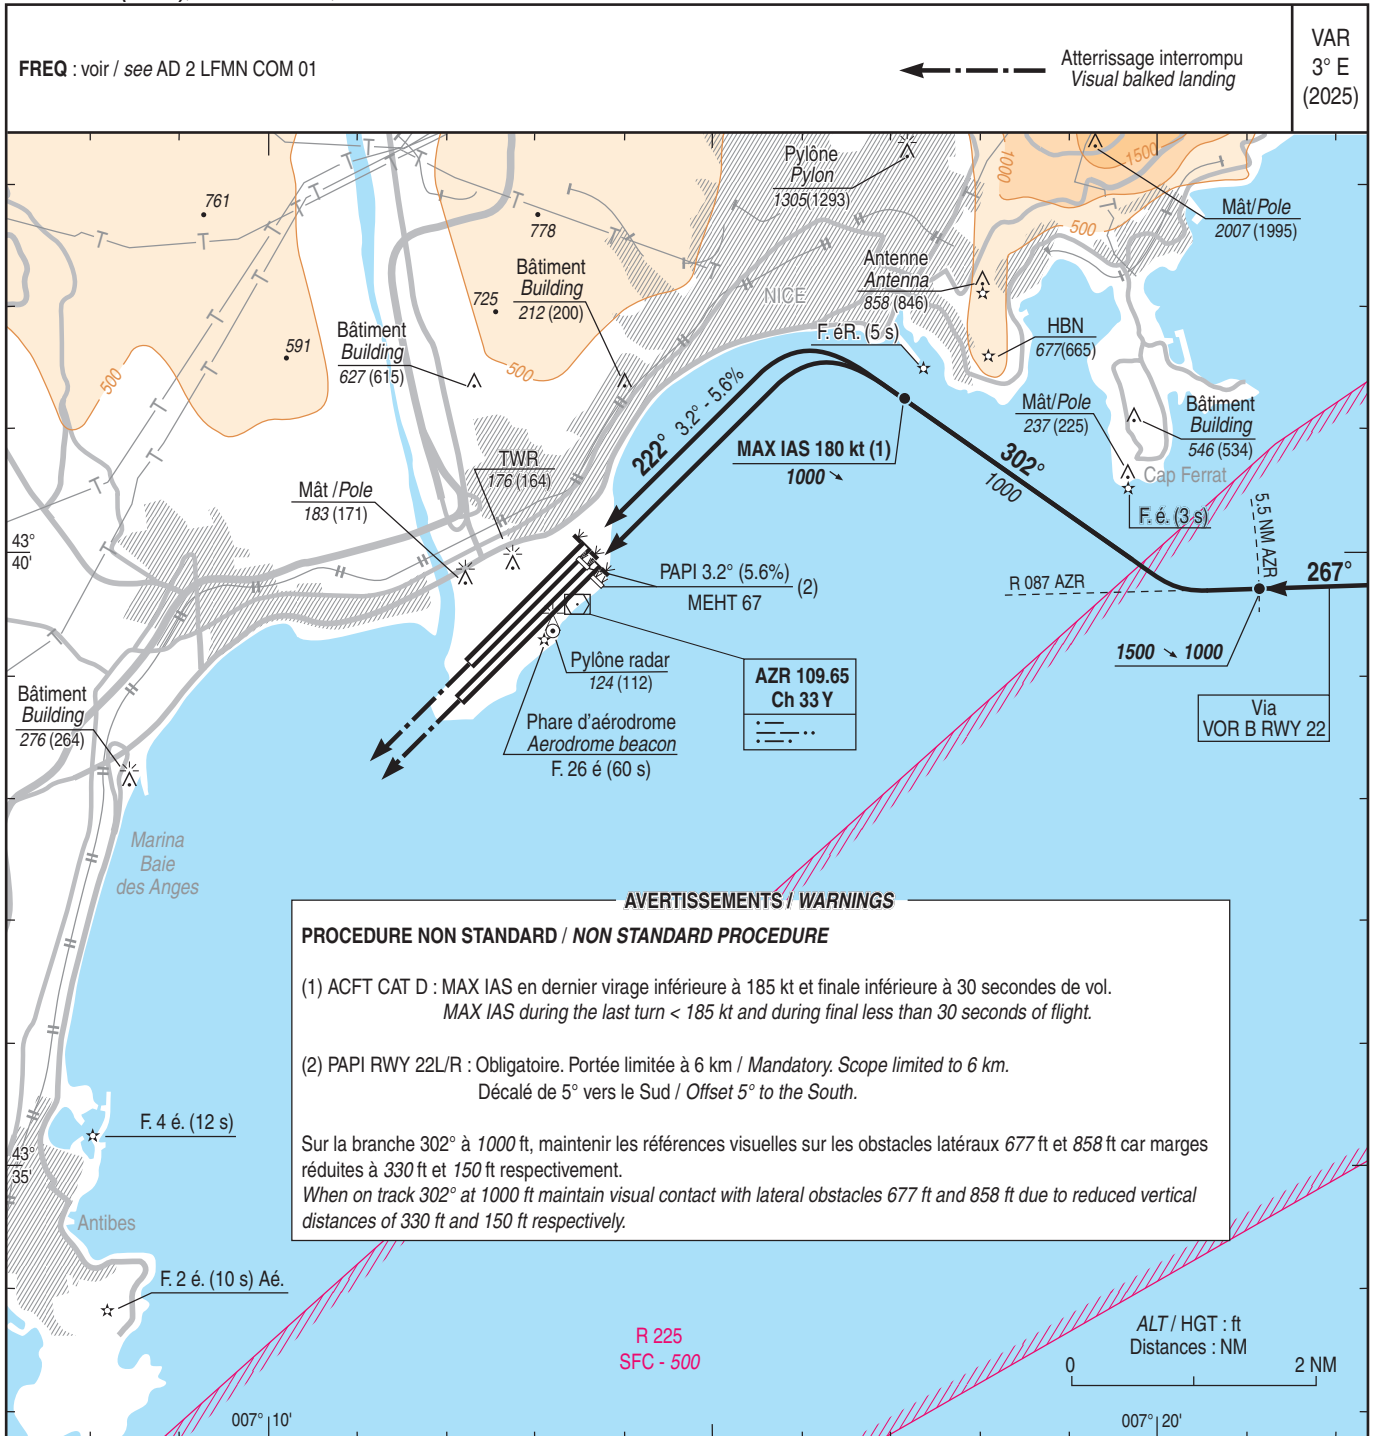 FREQ : voir / see AD 2 LFMN COM 01
Atterrissage interrompu
Visual balked landing
VAR
3° E
(2025)
Pylône
Pylon
1305(1293)
1000
1500
Mât/Pole
2007 (1995)
500
761
778
Bâtiment
Building
212 (200)
725
Antenne
Antenna
858 (846)
NICE
F. éR. (5 s)
HBN
677(665)
591
Bâtiment
Building
627 (615)
500
500
222° 3.2° - 5.6%
MAX IAS 180 kt (1)
1000
302°
1000
Mât/Pole
237 (225)
Bâtiment
Building
546 (534)
Cap Ferrat
F. é. (3 s)
TWR
176 (164)
Mât /Pole
183 (171)
43°
40'
5.5 NM AZR
267°
R 087 AZR
PAPI 3.2° (5.6%)
MEHT 67
(2)
1500 1000
Pylône radar
124 (112)
AZR 109.65
Ch 33 Y
Via
VOR B RWY 22
Bâtiment
Building
276 (264)
Phare d'aérodrome
Aerodrome beacon
F. 26 é (60 s)
Marina
Baie
des Anges
AVERTISSEMENTS / WARNINGS
PROCEDURE NON STANDARD / NON STANDARD PROCEDURE
(1) ACFT CAT D : MAX IAS en dernier virage inférieure à 185 kt et finale inférieure à 30 secondes de vol.
MAX IAS during the last turn < 185 kt and during final less than 30 seconds of flight.
(2) PAPI RWY 22L/R : Obligatoire. Portée limitée à 6 km / Mandatory. Scope limited to 6 km.
Décalé de 5° vers le Sud / Offset 5° to the South.
Sur la branche 302° à 1000 ft, maintenir les références visuelles sur les obstacles latéraux 677 ft et 858 ft car marges
réduites à 330 ft et 150 ft respectivement.
When on track 302° at 1000 ft maintain visual contact with lateral obstacles 677 ft and 858 ft due to reduced vertical
distances of 330 ft and 150 ft respectively.
F. 4 é. (12 s)
43°
35'
Antibes
F. 2 é. (10 s) Aé.
R 225
SFC - 500
ALT / HGT : ft
Distances : NM
0 2 NM
007° 10'
007° 20'